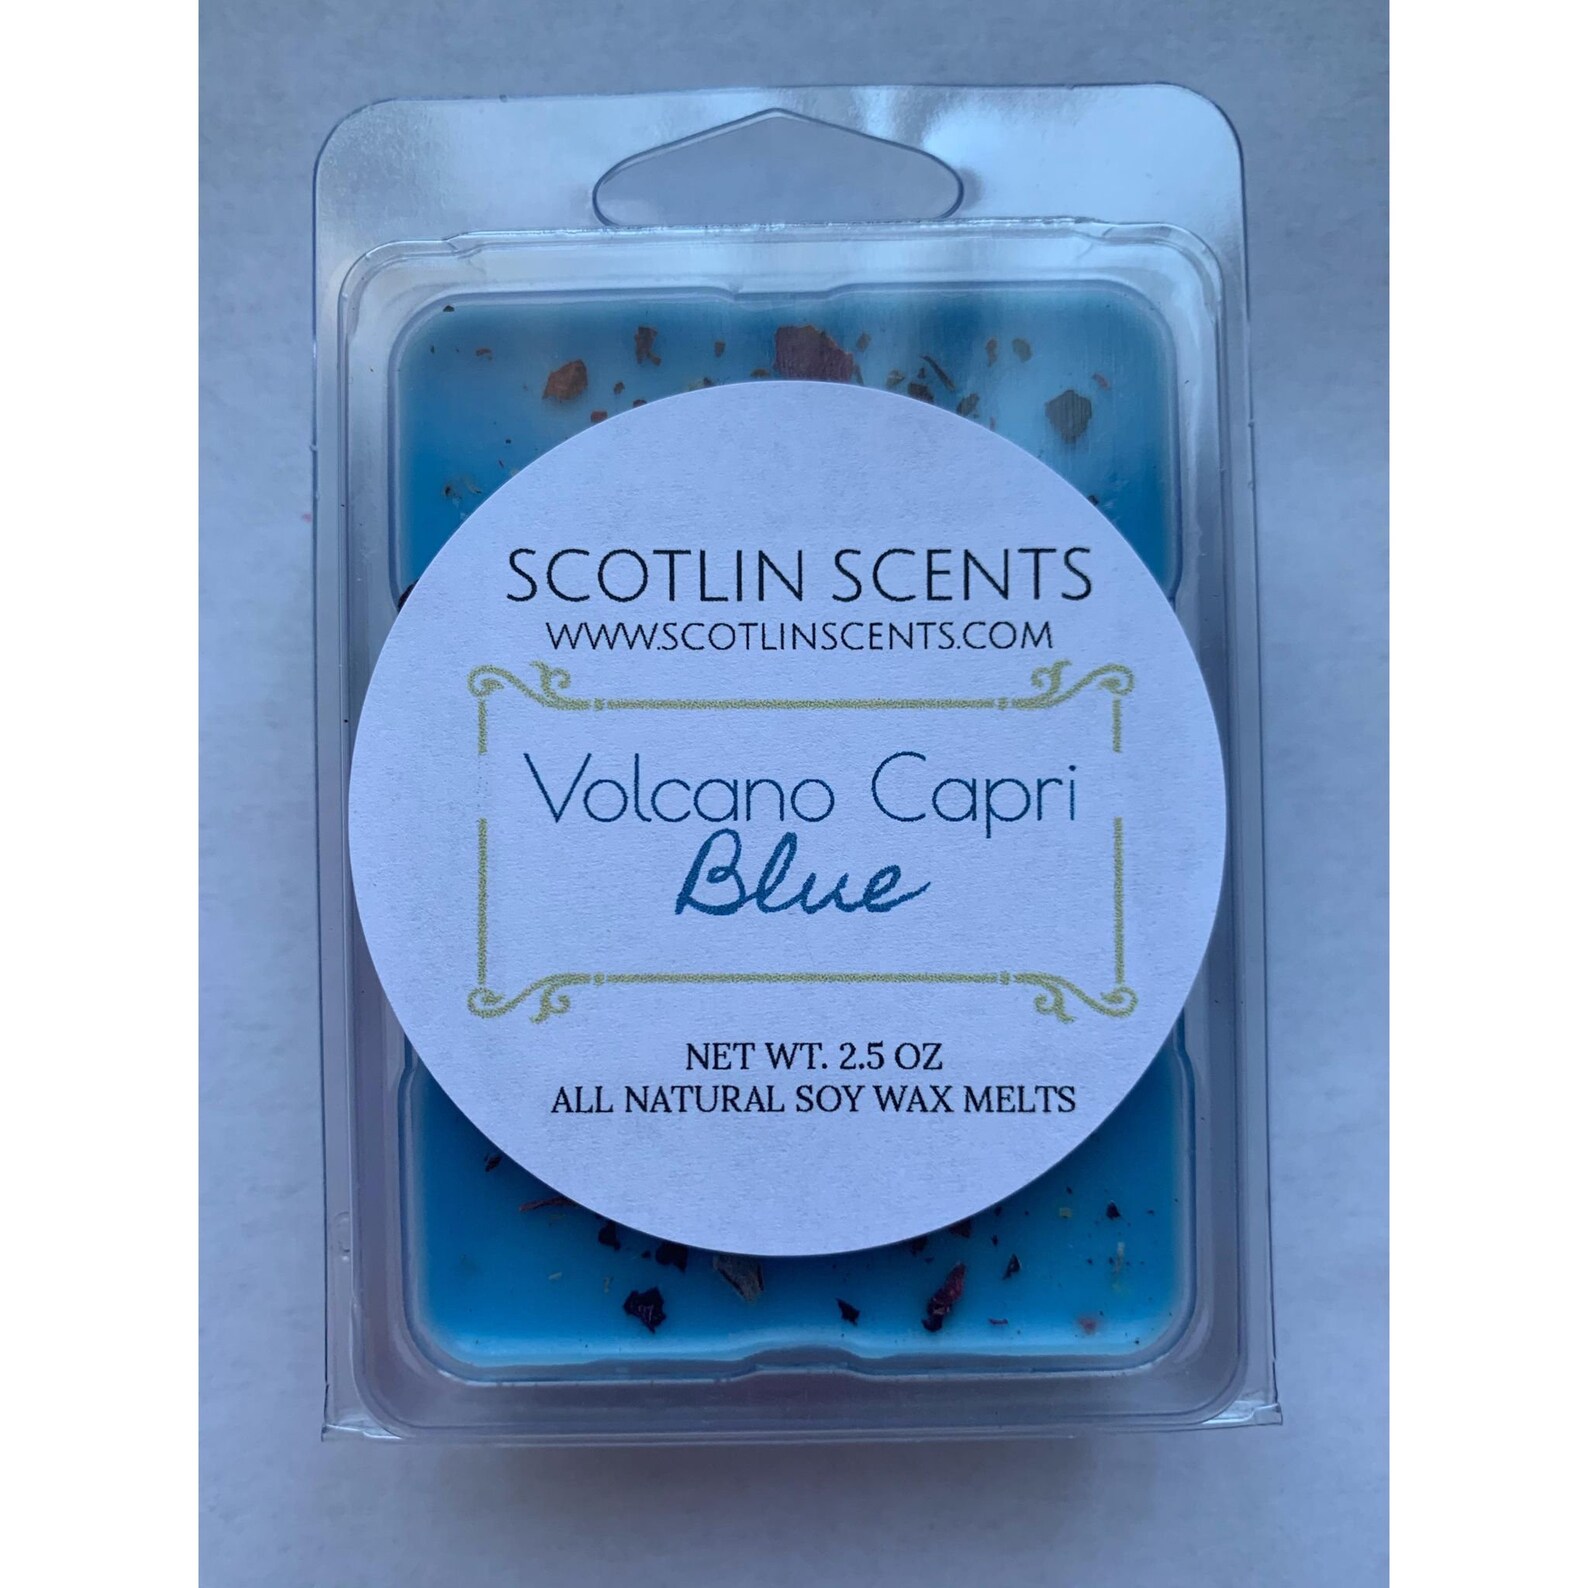 SCOTLIN SCENTS
WWW.SCOTLINSCENTS.COM
Volcano Capri
Blue
NET WT. 2.5 OZ
ALL NATURAL SOY WAX MELTS